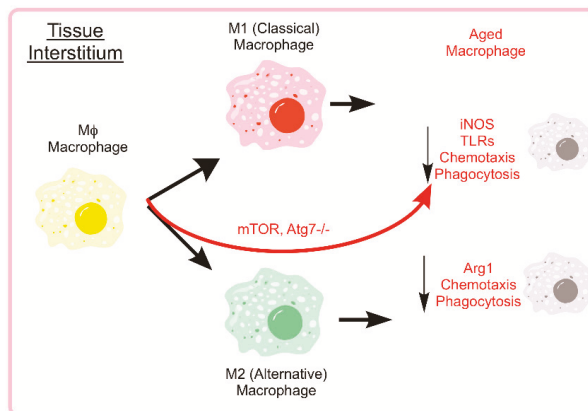 Tissue
Interstitium
M1 (Classical)
Macrophage
Aged
Macrophage
Mϕ
Macrophage
iNOS
TLRs
Chemotaxis
Phagocytosis
mTOR, Atg7-/-
Arg1
Chemotaxis
Phagocytosis
M2 (Alternative)
Macrophage